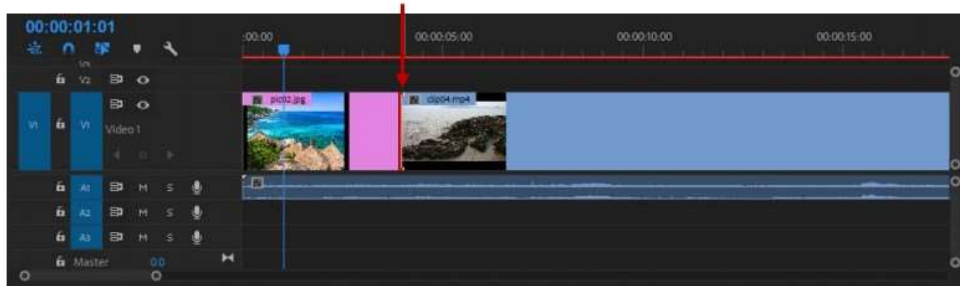 00:00:01:01
:00:00 00:00:05:00 00:00:10:00 00:00:15:00
V2
pic02.jpg clip04.mp4
V1 V1 Video 1
A1 M S
A2 M S
A3 M S
Master 0.0